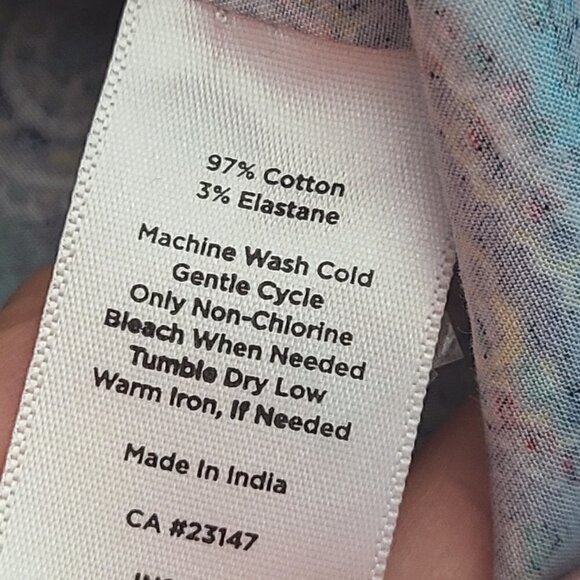 97% Cotton
3% Elastane
Machine Wash Cold
Gentle Cycle
Only Non-Chlorine
Bleach When Needed
Tumble Dry Low
Warm Iron, If Needed
Made In India
CA #23147